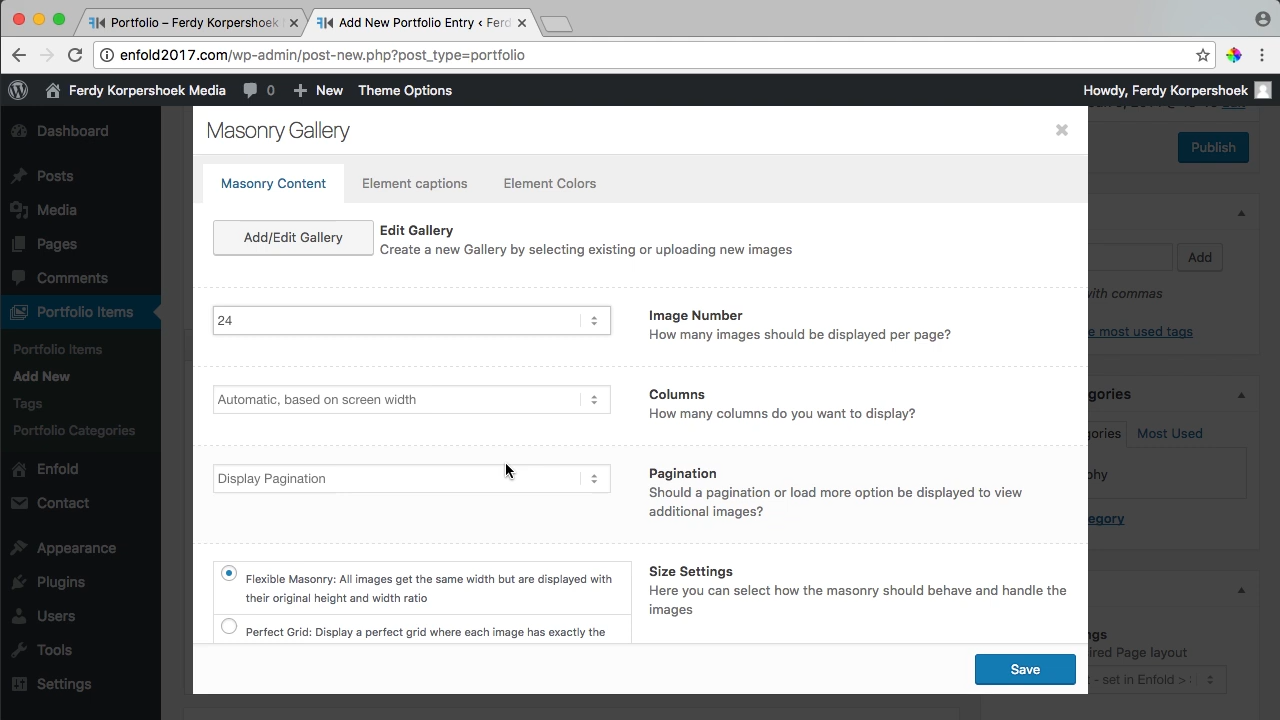 Portfolio – Ferdy Korpershoek
Add New Portfolio Entry ‹ Ferd
enfold2017.com/wp-admin/post-new.php?post_type=portfolio
Ferdy Korpershoek Media
0
New
Theme Options
Howdy, Ferdy Korpershoek
Dashboard
Posts
Media
Pages
Comments
Portfolio Items
Portfolio Items
Add New
Tags
Portfolio Categories
Enfold
Contact
Appearance
Plugins
Users
Tools
Settings
Masonry Gallery
Masonry Content
Element captions
Element Colors
Add/Edit Gallery
Edit Gallery
Create a new Gallery by selecting existing or uploading new images
24
Image Number
How many images should be displayed per page?
Automatic, based on screen width
Columns
How many columns do you want to display?
Display Pagination
Pagination
Should a pagination or load more option be displayed to view
additional images?
Flexible Masonry: All images get the same width but are displayed with
their original height and width ratio
Perfect Grid: Display a perfect grid where each image has exactly the
Size Settings
Here you can select how the masonry should behave and handle the
images
Save
Publish
Add
with commas
e most used tags
gories
gories
Most Used
phy
egory
ngs
ired Page layout
t - set in Enfold >